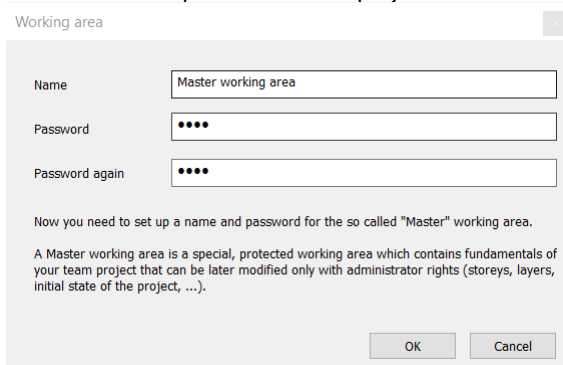 Working area
Name
Master working area
Password
••••
Password again
••••
Now you need to set up a name and password for the so called "Master" working area.
A Master working area is a special, protected working area which contains fundamentals of
your team project that can be later modified only with administrator rights (storeys, layers,
initial state of the project, ...).
OK
Cancel